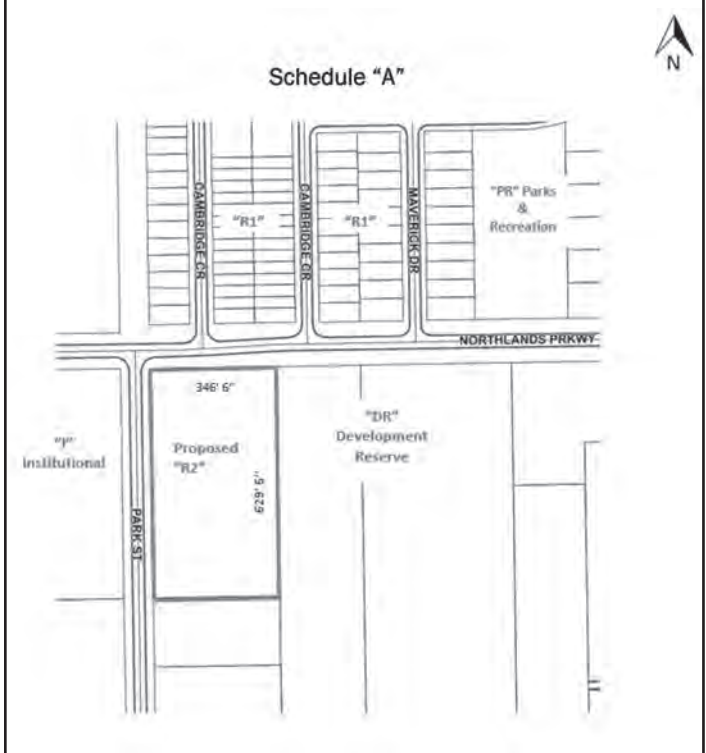 N
Schedule "A"
CAMBRIDGE CR
"R1"
CAMBRIDGE CR
"R1"
MAVERICK DR
"PR" Parks
&
Recreation
NORTHLANDS PRKWY
346' 6"
"I"
Institutional
Proposed
"R2"
629' 6"
"DR"
Development
Reserve
PARK ST